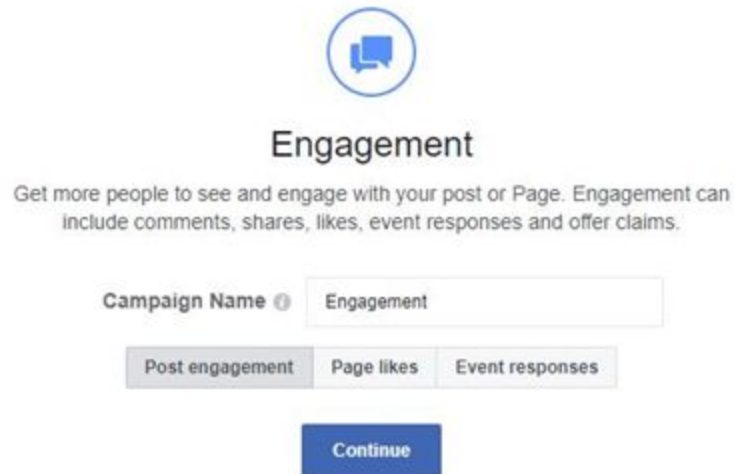 Engagement
Get more people to see and engage with your post or Page. Engagement can
include comments, shares, likes, event responses and offer claims.
Campaign Name Engagement
Post engagement Page likes Event responses
Continue